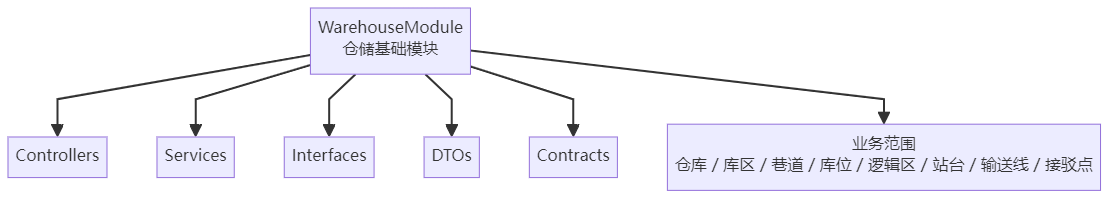 WarehouseModule
仓储基础模块
Controllers
Services
Interfaces
DTOs
Contracts
业务范围
仓库 / 库区 / 巷道 / 库位 / 逻辑区 / 站台 / 输送线 / 接驳点